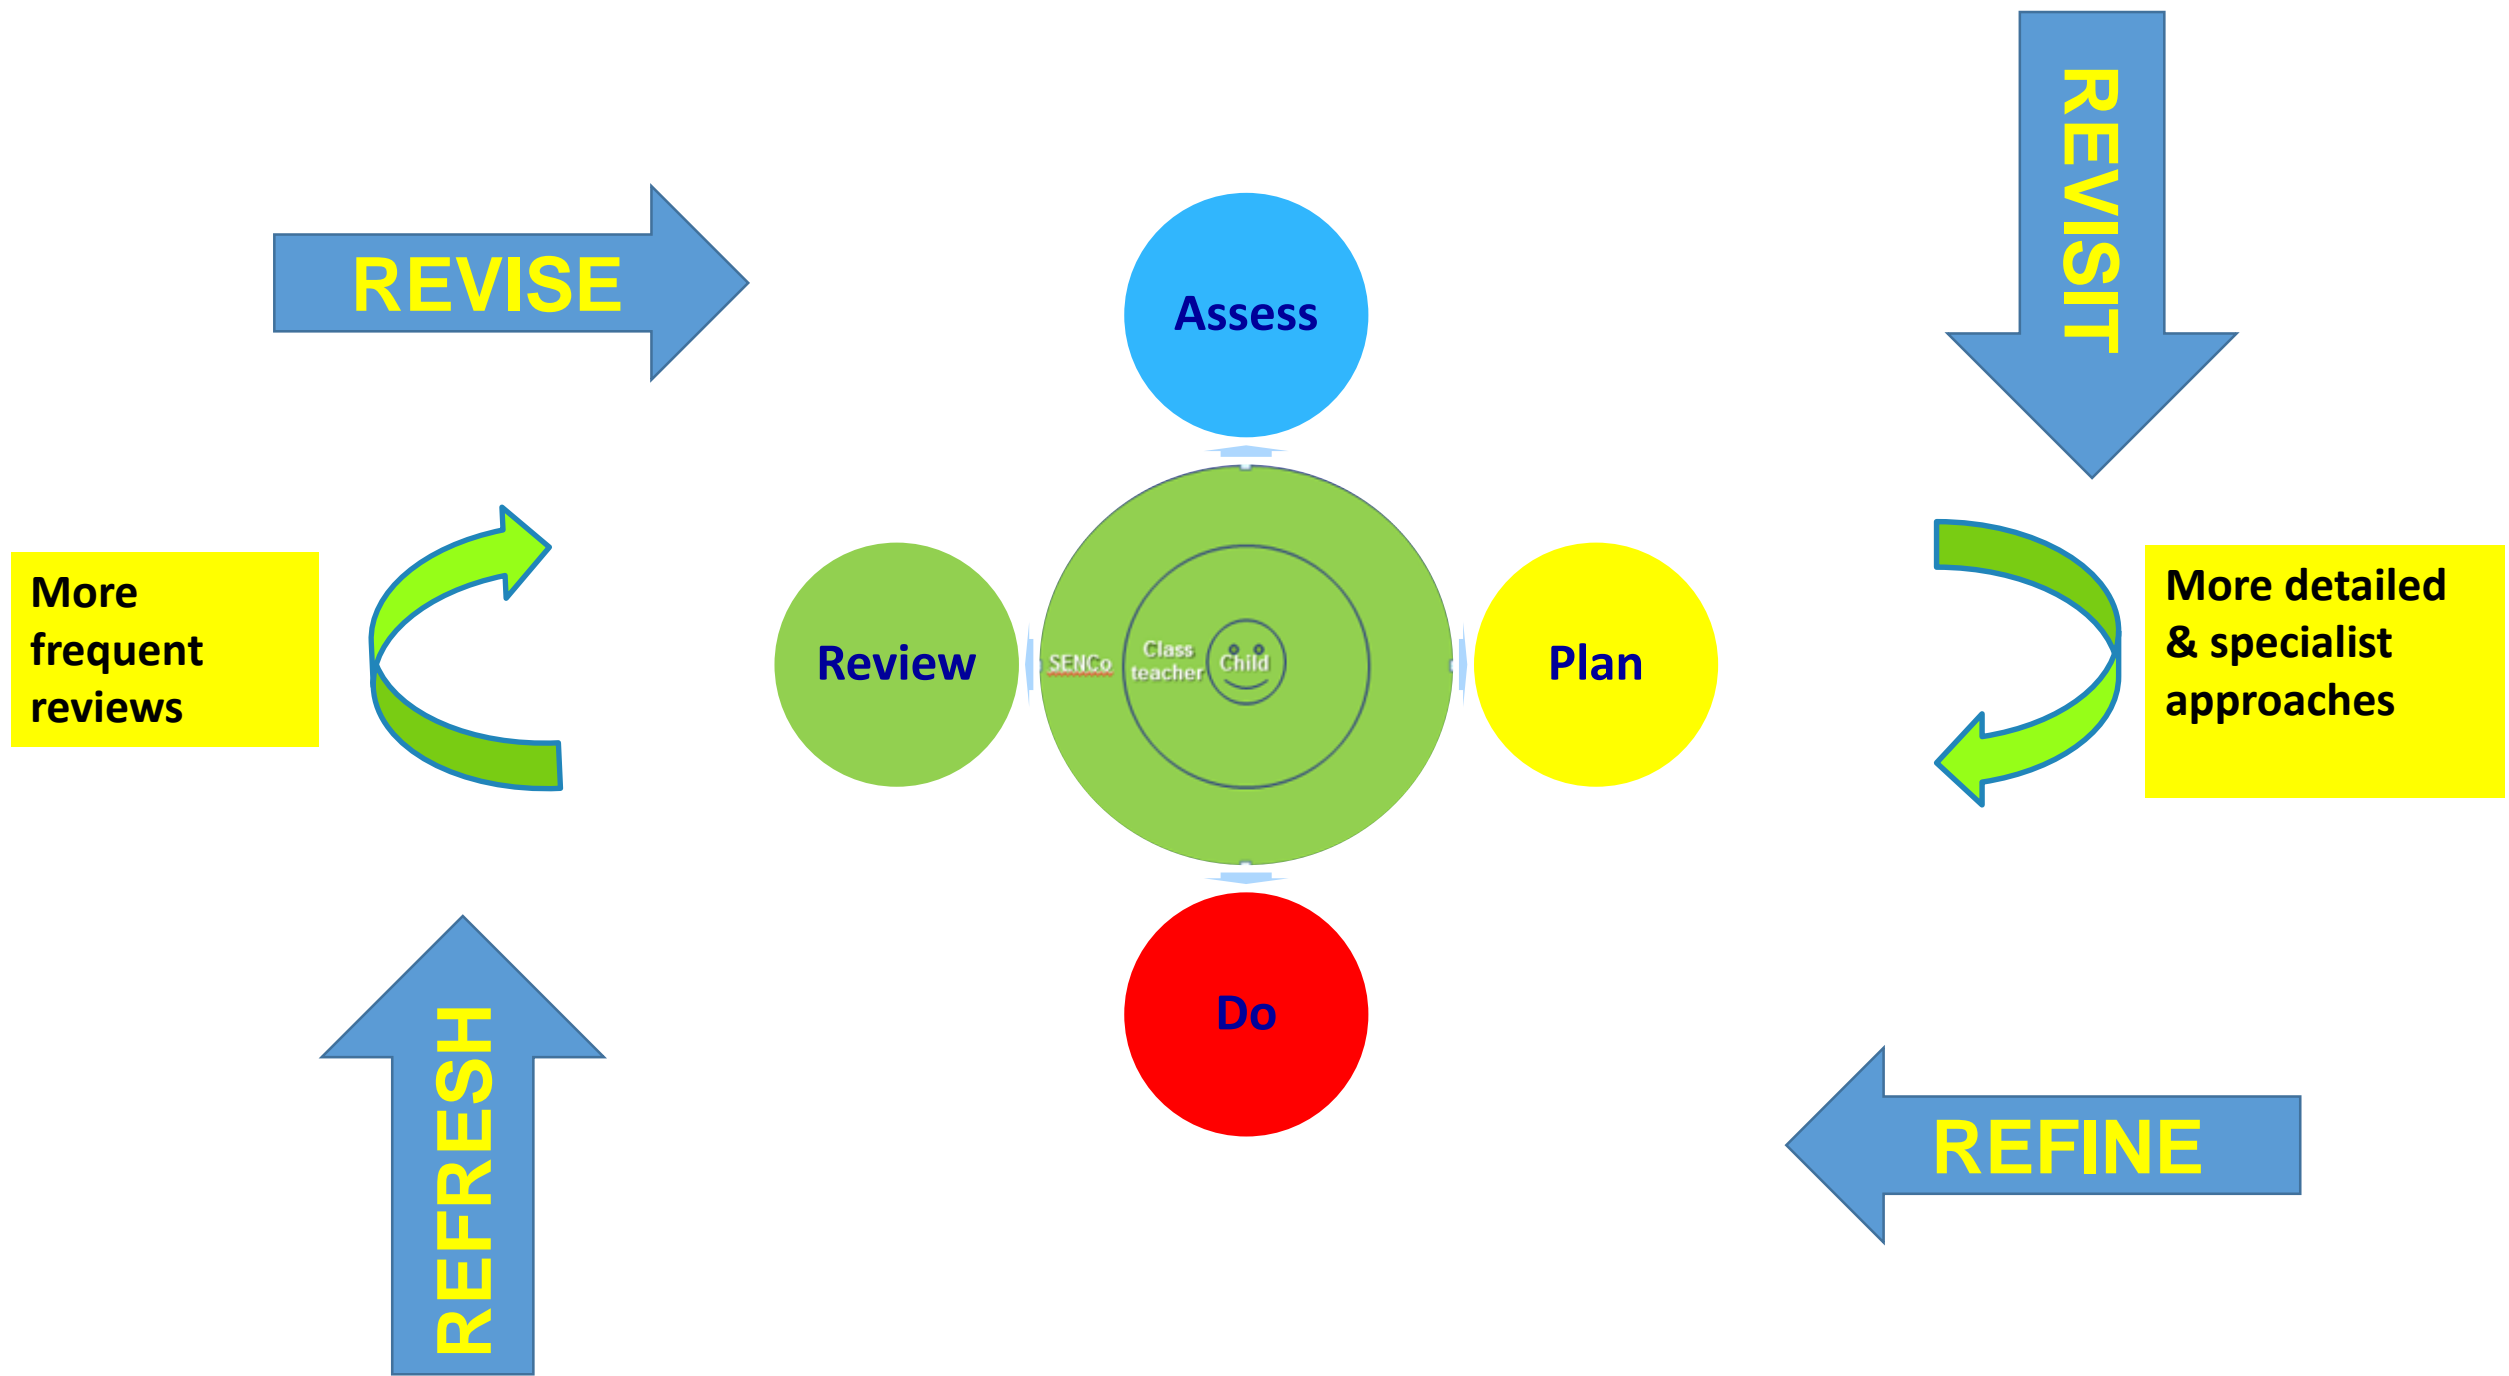 REVISIT
REVISE
Assess
More
frequent
reviews
Review
SENCo
Class
teacher
Child
Plan
More detailed
& specialist
approaches
Do
REFRESH
REFINE